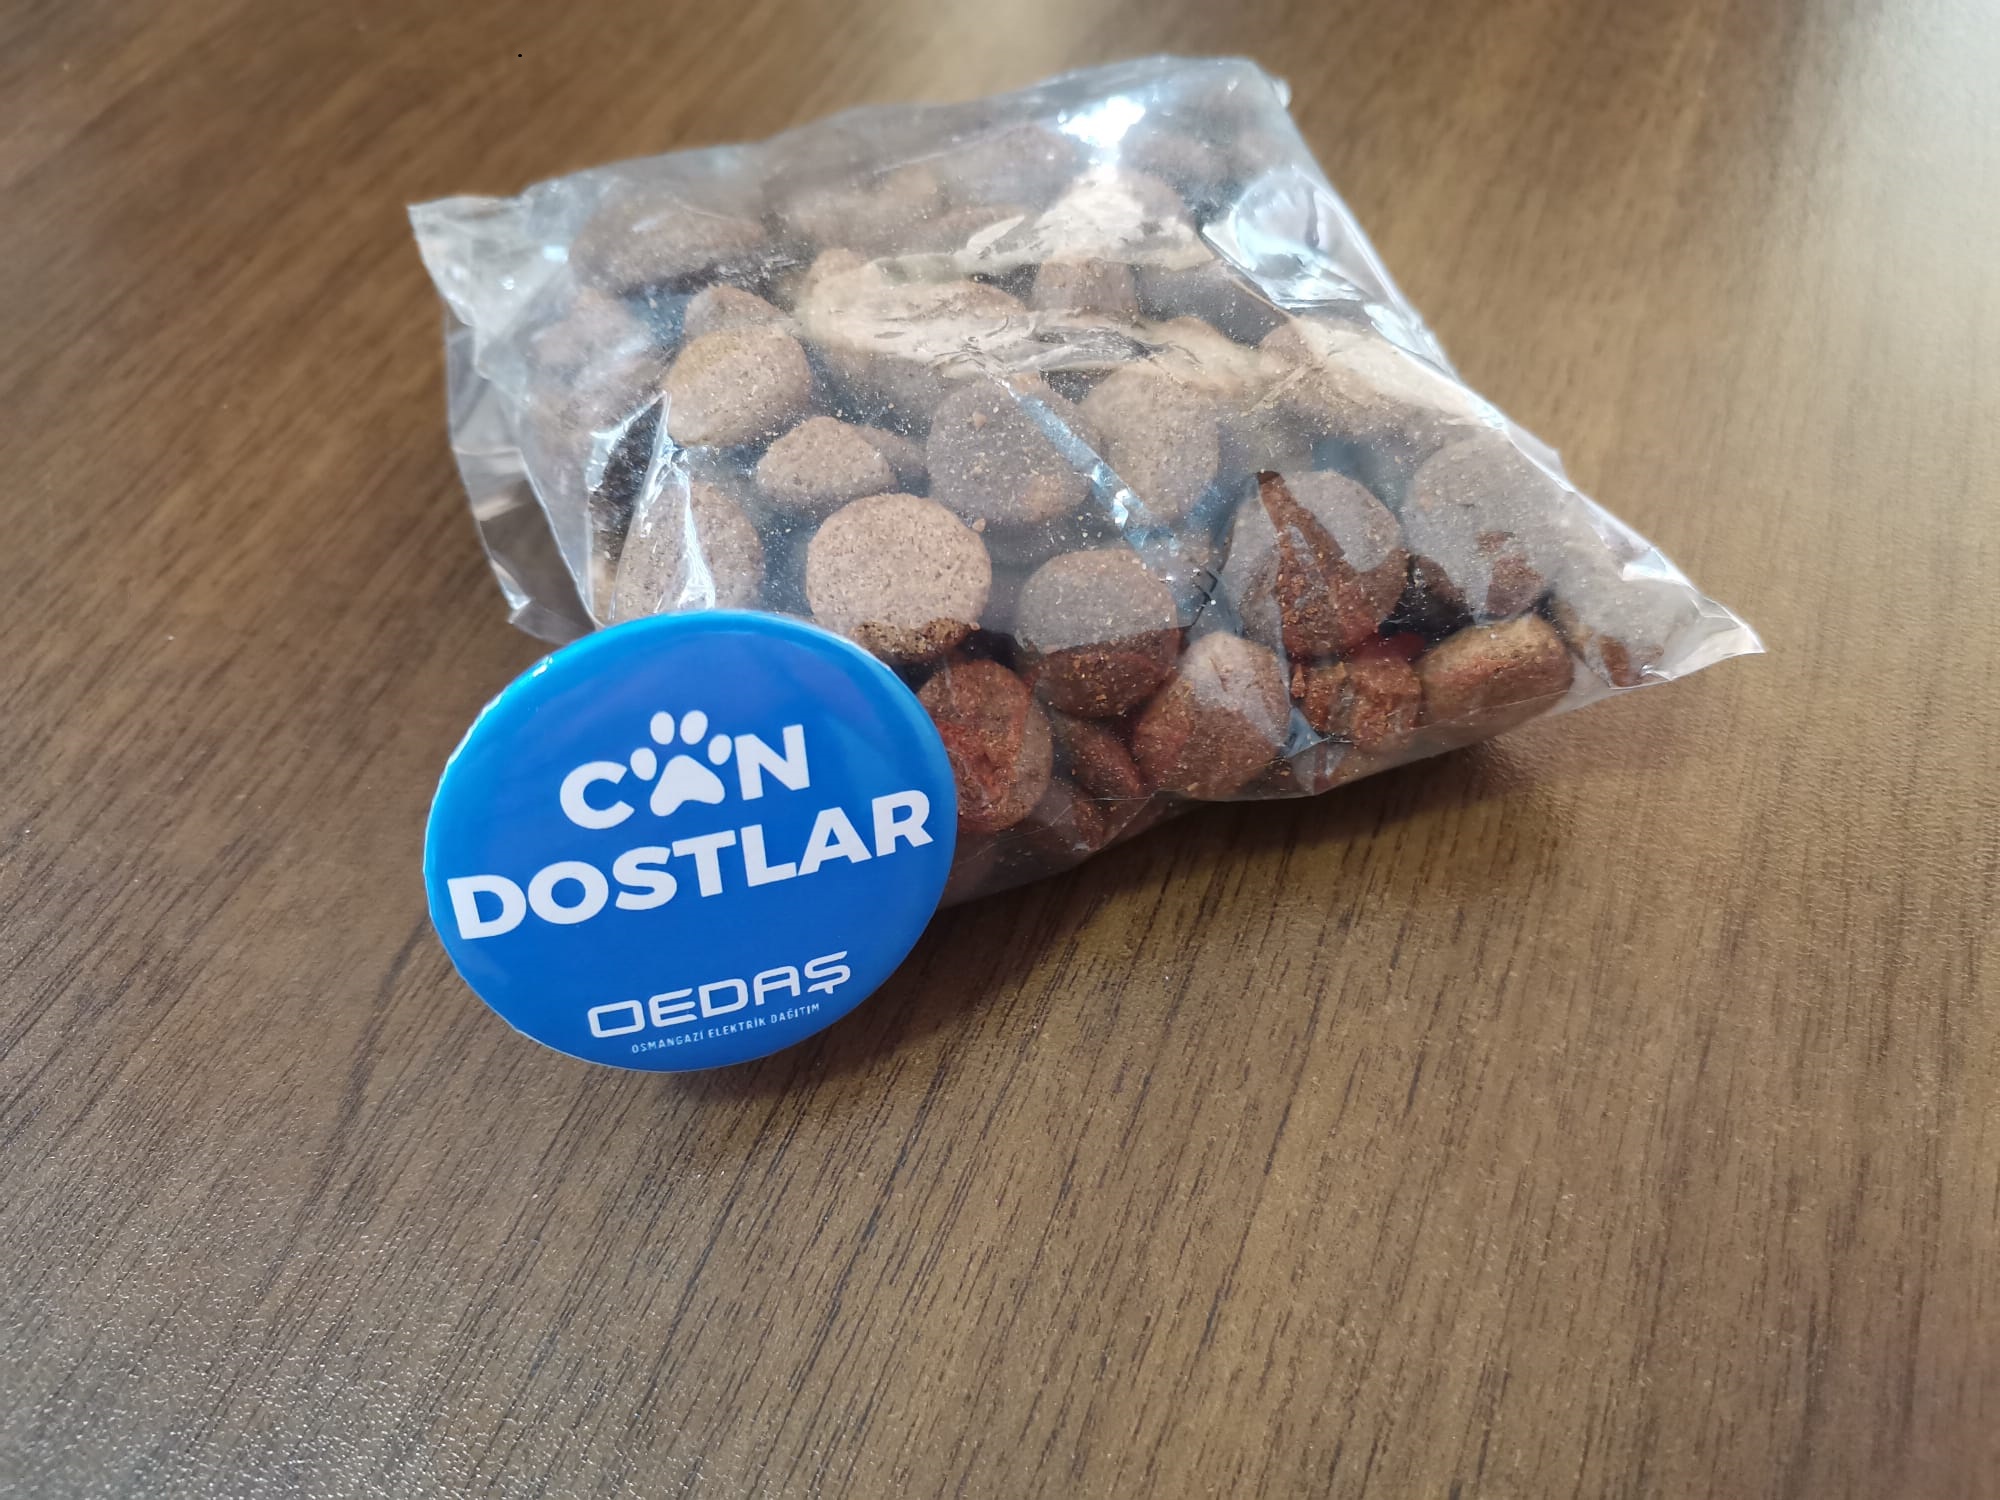 CAN
DOSTLAR
OEDAŞ
OSMANGAZİ ELEKTRİK DAĞITIM